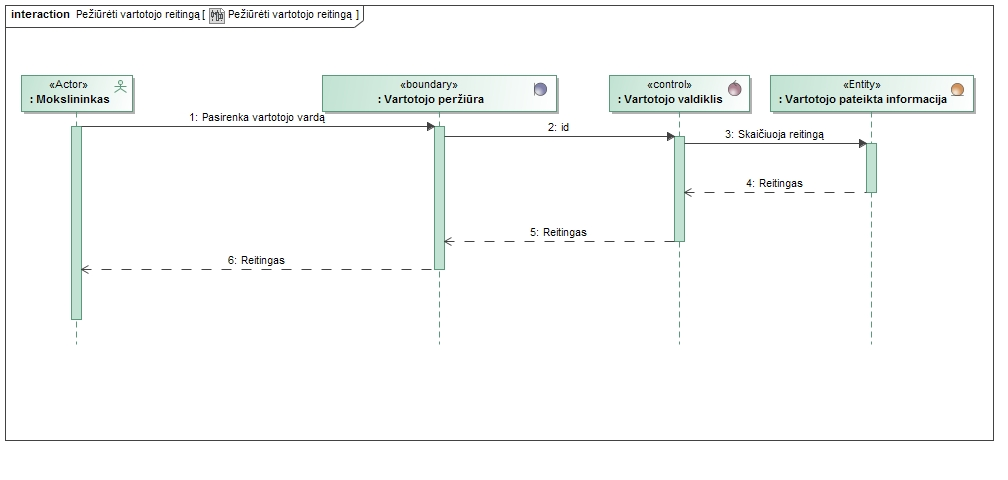 interaction Pežiūrėti vartotojo reitingą [ Pežiūrėti vartotojo reitingą ]
«Actor»
: Mokslininkas
«boundary»
: Vartotojo peržiūra
«control»
: Vartotojo valdiklis
«Entity»
: Vartotojo pateikta informacija
1: Pasirenka vartotojo vardą
2: id
3: Skaičiuoja reitingą
4: Reitingas
5: Reitingas
6: Reitingas